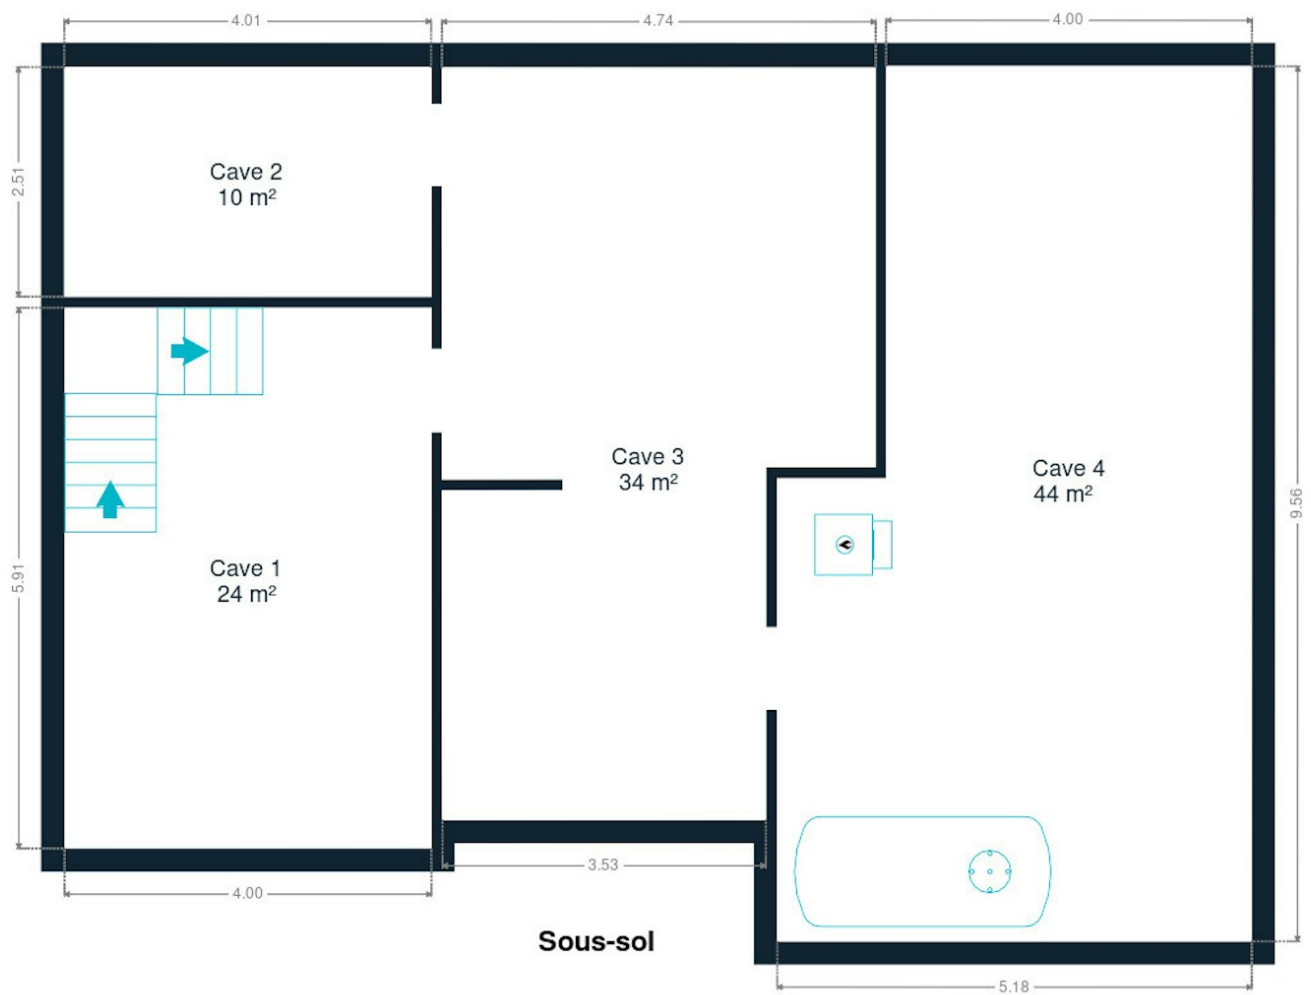 4.01
4.74
4.00
2.51
Cave 2
10 m²
Cave 3
34 m²
Cave 4
44 m²
9.56
5.91
Cave 1
24 m²
3.53
4.00
Sous-sol
5.18